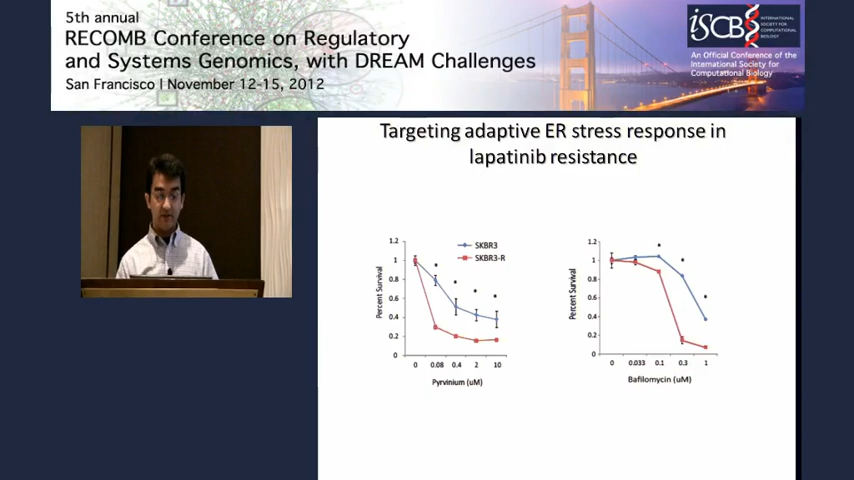 5th annual
RECOMB Conference on Regulatory
and Systems Genomics, with DREAM Challenges
San Francisco | November 12-15, 2012
iSCB
INTERNATIONAL
SOCIETY FOR
COMPUTATIONAL
BIOLOGY
An Official Conference of the
International Society for
Computational Biology
Targeting adaptive ER stress response in
lapatinib resistance
Percent Survival
1.2
1
0.8
0.6
0.4
0.2
0
SKBR3
SKBR3-R
* * * *
0 0.08 0.4 2 10
Pyrvinium (uM)
Percent Survival
1.2
1
0.8
0.6
0.4
0.2
0
* * *
0 0.033 0.1 0.3 1
Bafilomycin (uM)